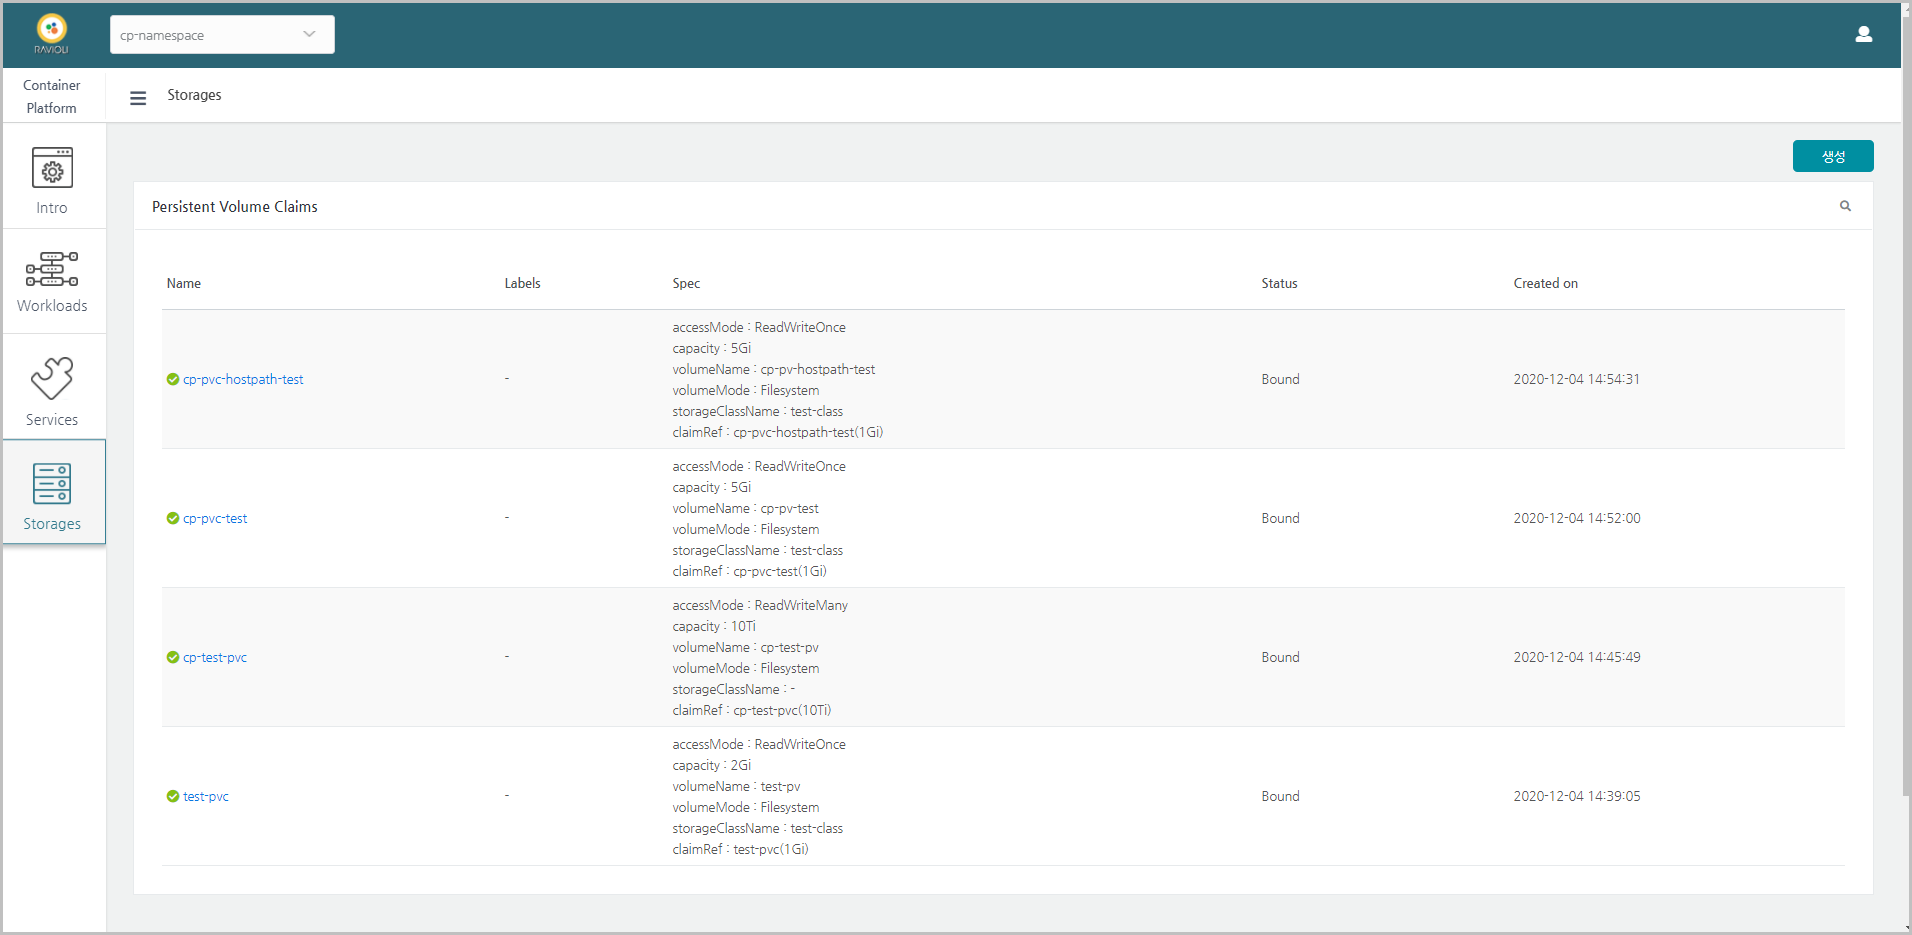 RAVIOLI
cp-namespace
Container
Platform
Storages
Intro
Workloads
Services
Storages
생성
Persistent Volume Claims
Name Labels Spec Status Created on
cp-pvc-hostpath-test - Bound 2020-12-04 14:54:31
accessMode : ReadWriteOnce
capacity : 5Gi
volumeName : cp-pv-hostpath-test
volumeMode : Filesystem
storageClassName : test-class
claimRef : cp-pvc-hostpath-test(1Gi)
cp-pvc-test - Bound 2020-12-04 14:52:00
accessMode : ReadWriteOnce
capacity : 5Gi
volumeName : cp-pv-test
volumeMode : Filesystem
storageClassName : test-class
claimRef : cp-pvc-test(1Gi)
cp-test-pvc - Bound 2020-12-04 14:45:49
accessMode : ReadWriteMany
capacity : 10Ti
volumeName : cp-test-pv
volumeMode : Filesystem
storageClassName : -
claimRef : cp-test-pvc(10Ti)
test-pvc - Bound 2020-12-04 14:39:05
accessMode : ReadWriteOnce
capacity : 2Gi
volumeName : test-pv
volumeMode : Filesystem
storageClassName : test-class
claimRef : test-pvc(1Gi)